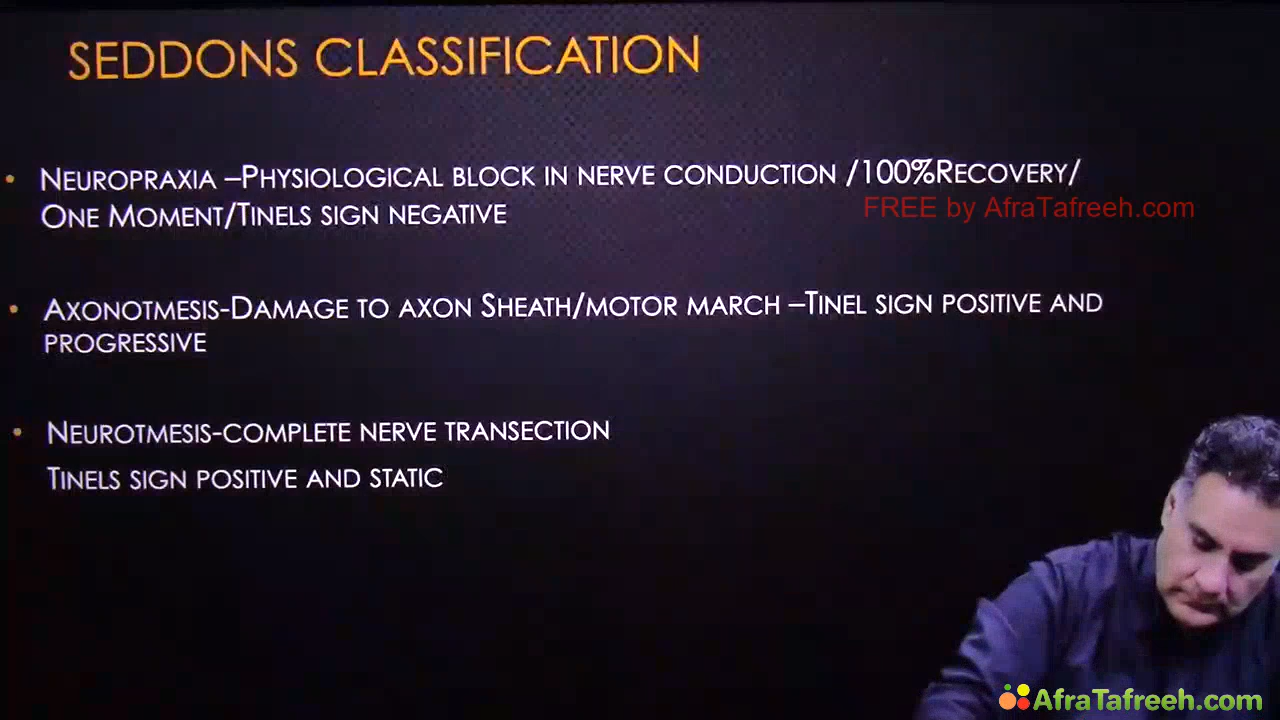 SEDDONS CLASSIFICATION
• NEUROPRAXIA –PHYSIOLOGICAL BLOCK IN NERVE CONDUCTION /100%RECOVERY/
ONE MOMENT/TINELS SIGN NEGATIVE
FREE by AfraTafreeh.com
• AXONOTMESIS-DAMAGE TO AXON SHEATH/MOTOR MARCH –TINEL SIGN POSITIVE AND
PROGRESSIVE
• NEUROTMESIS-COMPLETE NERVE TRANSECTION
TINELS SIGN POSITIVE AND STATIC
AfraTafreeh.com